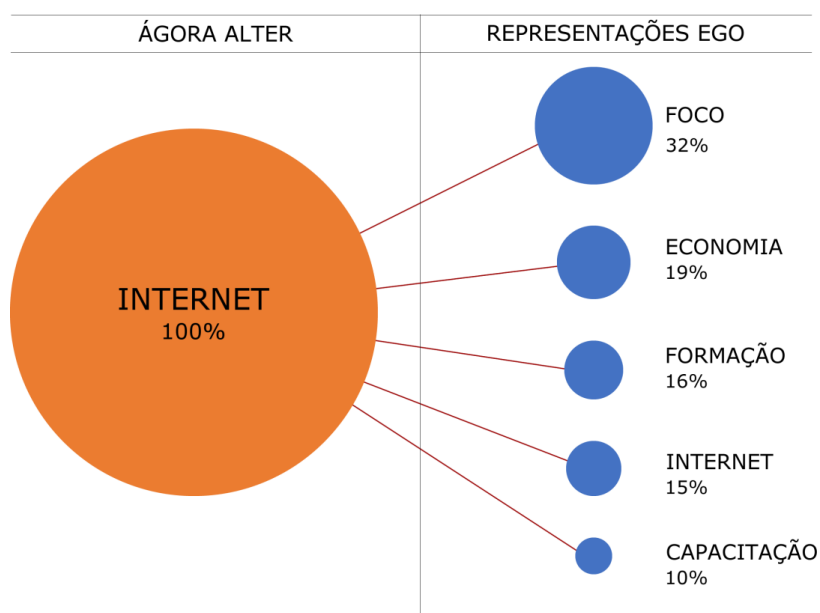 ÁGORA ALTER
REPRESENTAÇÕES EGO
INTERNET
100%
FOCO
32%
ECONOMIA
19%
FORMAÇÃO
16%
INTERNET
15%
CAPACITAÇÃO
10%